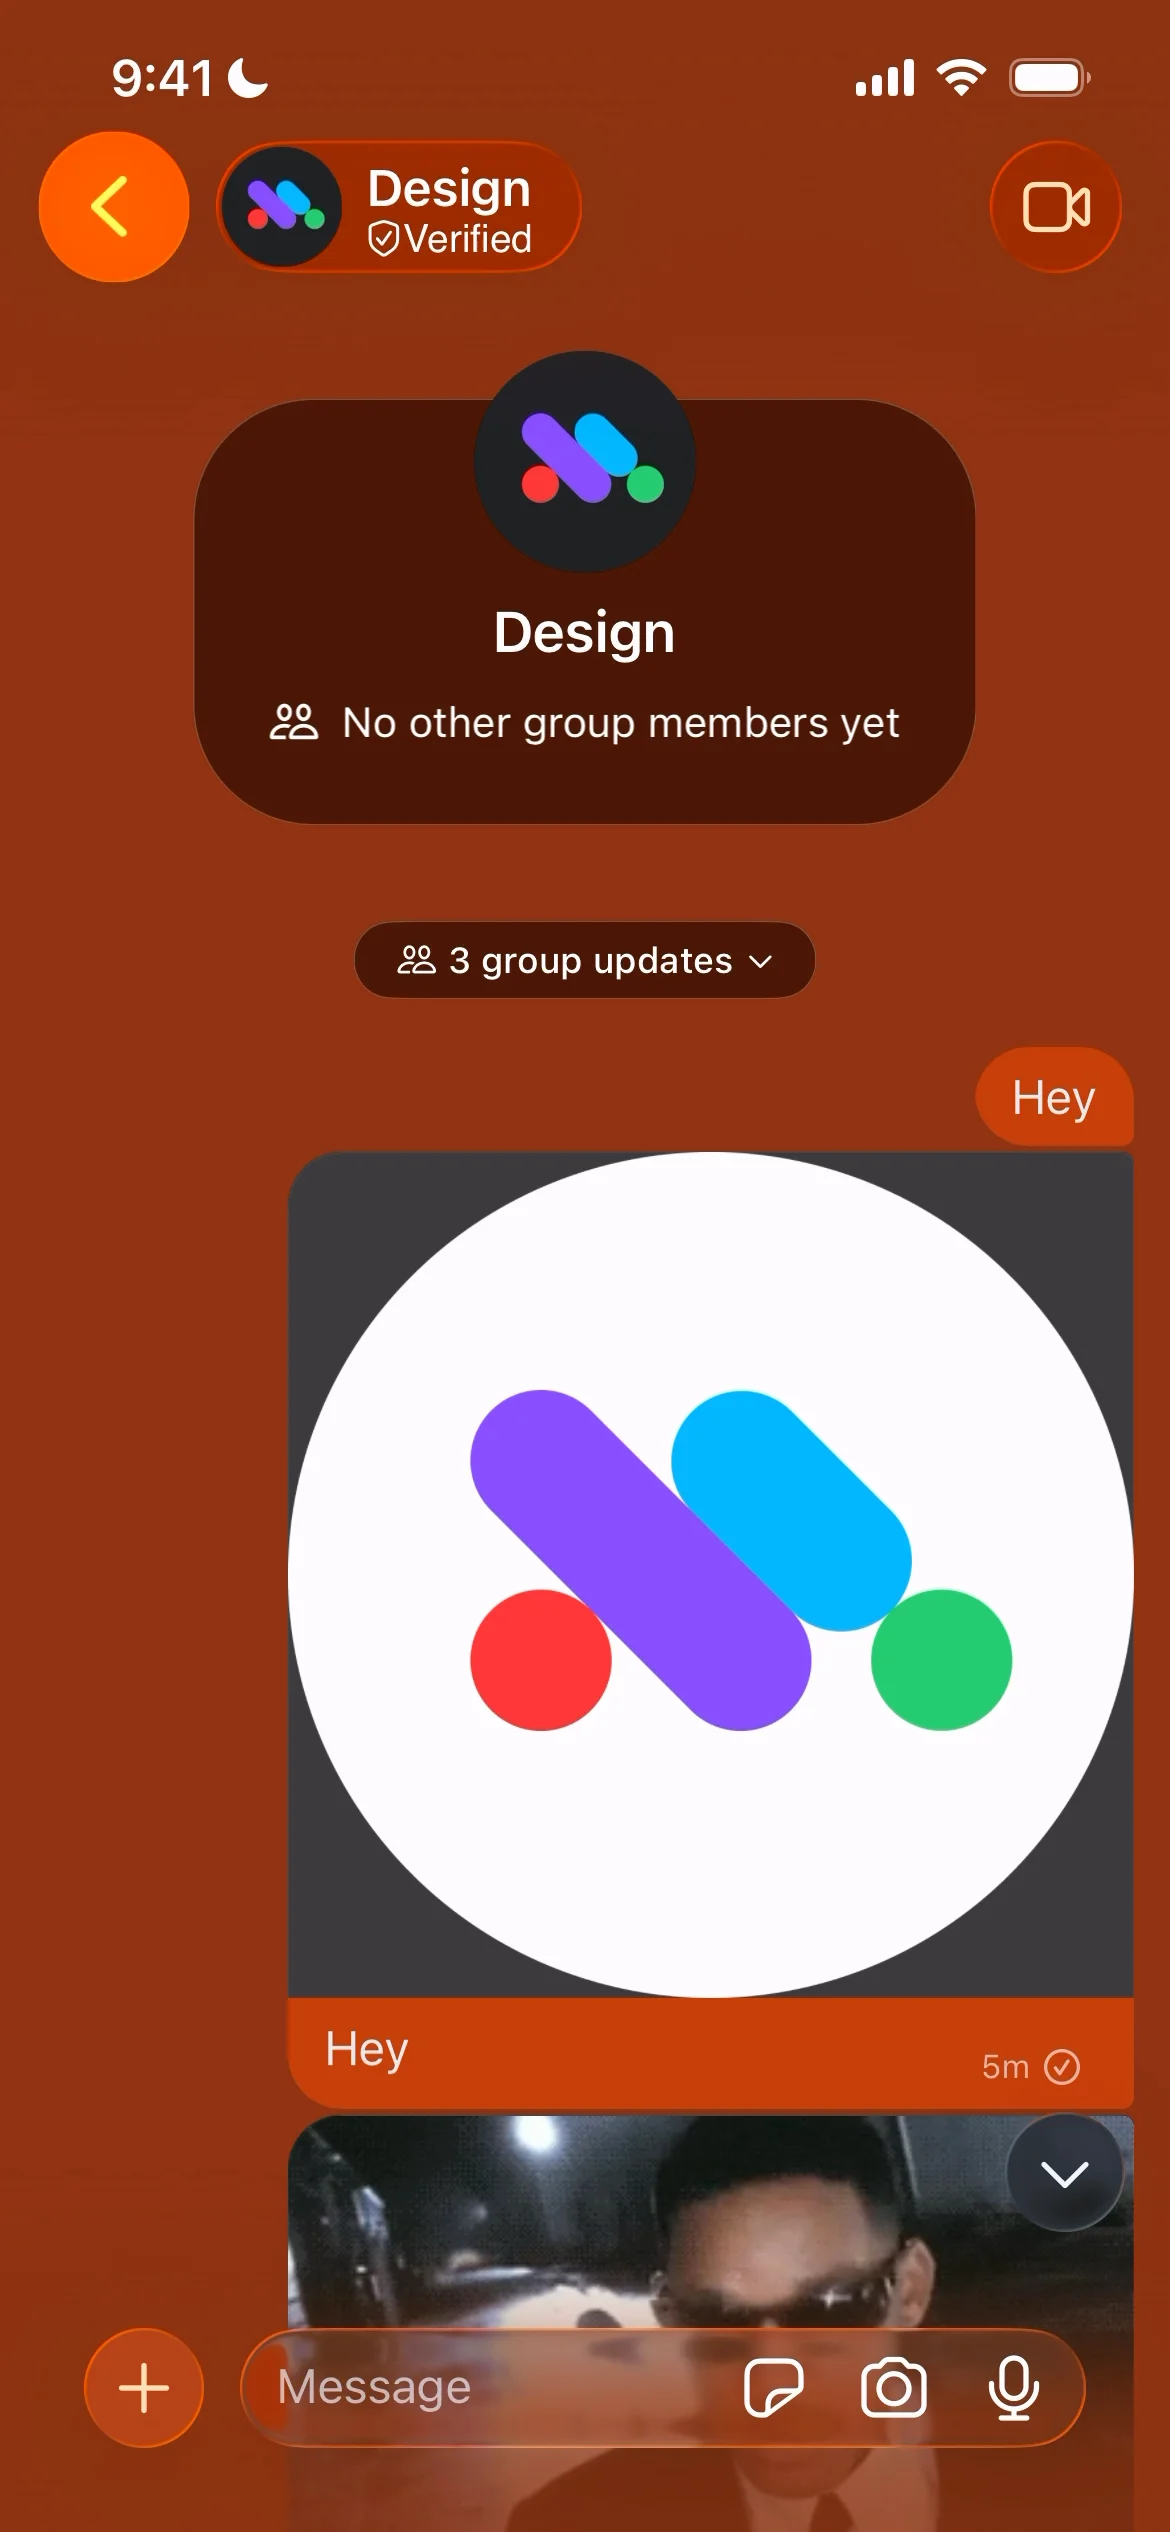 9:41
Design
Verified
Design
No other group members yet
3 group updates
Hey
Hey
5m
Message